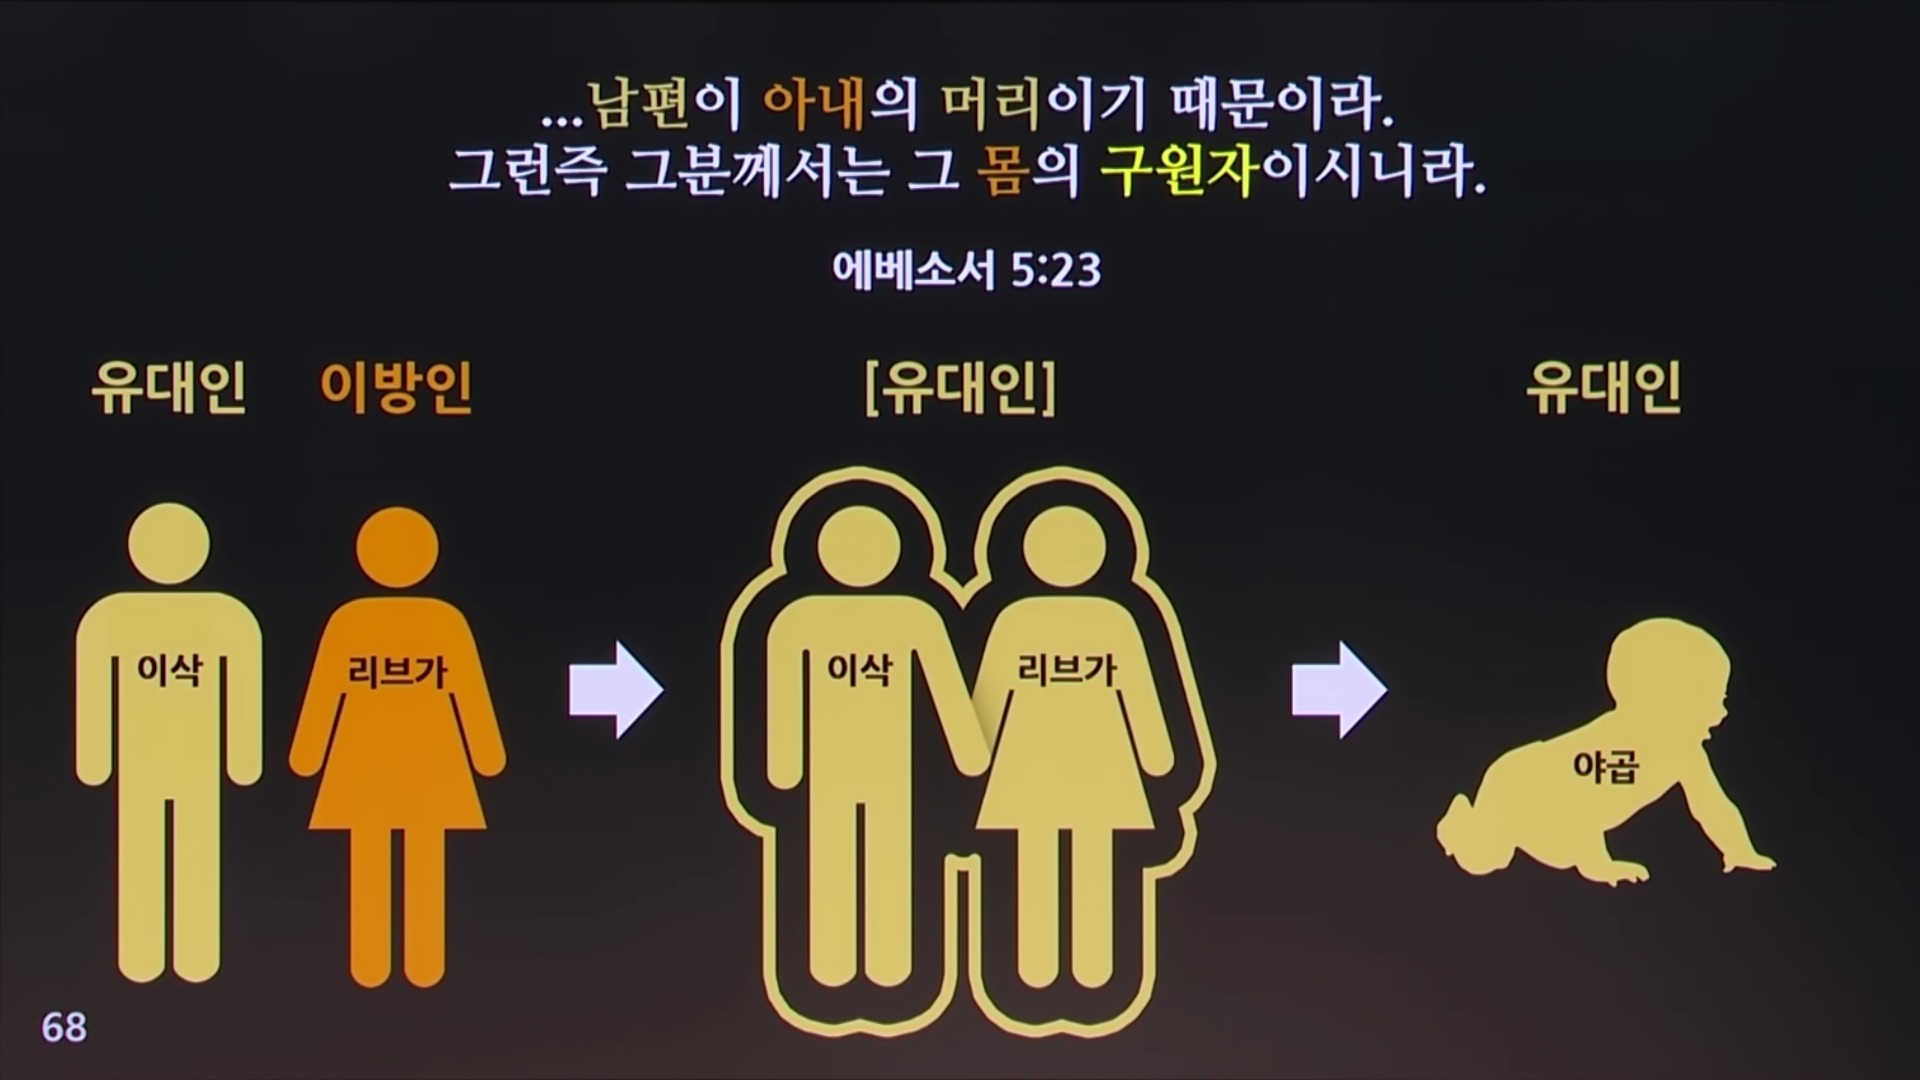 ...남편이 아내의 머리이기 때문이라.
그런즉 그분께서는 그 몸의 구원자이시니라.
에베소서 5:23
유대인
이방인
[유대인]
유대인
이삭
리브가
이삭
리브가
야곱
68